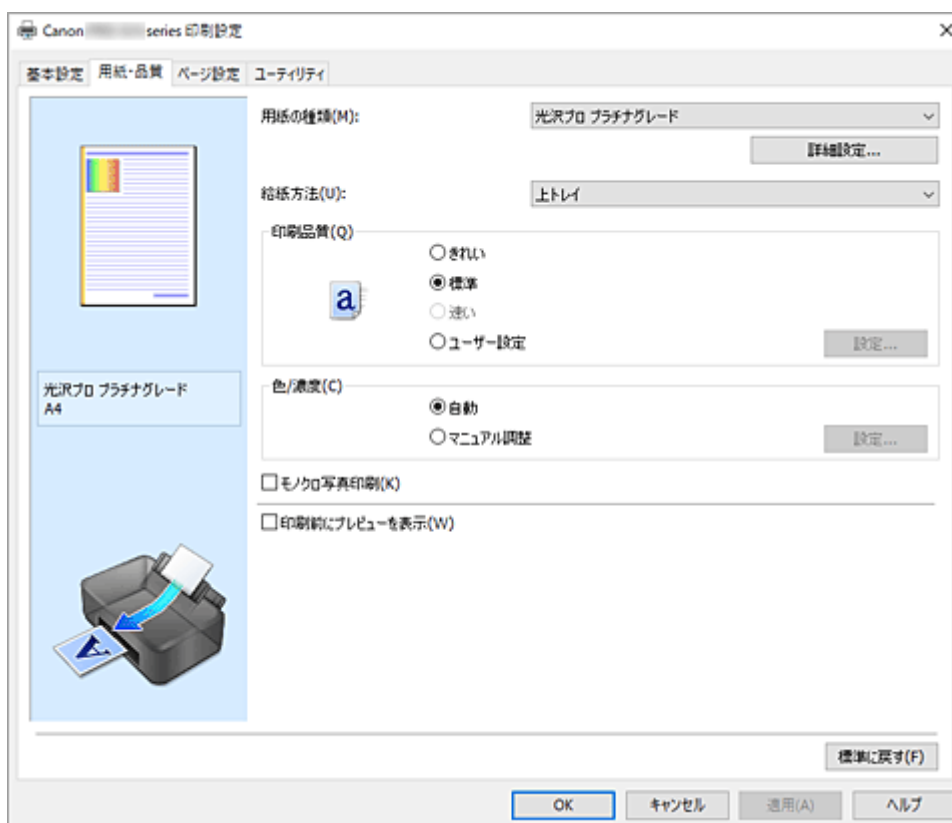 Canon series 印刷設定
基本設定 用紙・品質 ページ設定 ユーティリティ
用紙の種類(M): 光沢プロ プラチナグレード
詳細設定...
給紙方法(U): 上トレイ
印刷品質(Q)
きれい
a
標準
速い
ユーザー設定 設定...
光沢プロ プラチナグレード
A4
色/濃度(C)
自動
マニュアル調整 設定...
モノクロ写真印刷(K)
印刷前にプレビューを表示(W)
A
標準に戻す(F)
OK キャンセル 適用(A) ヘルプ